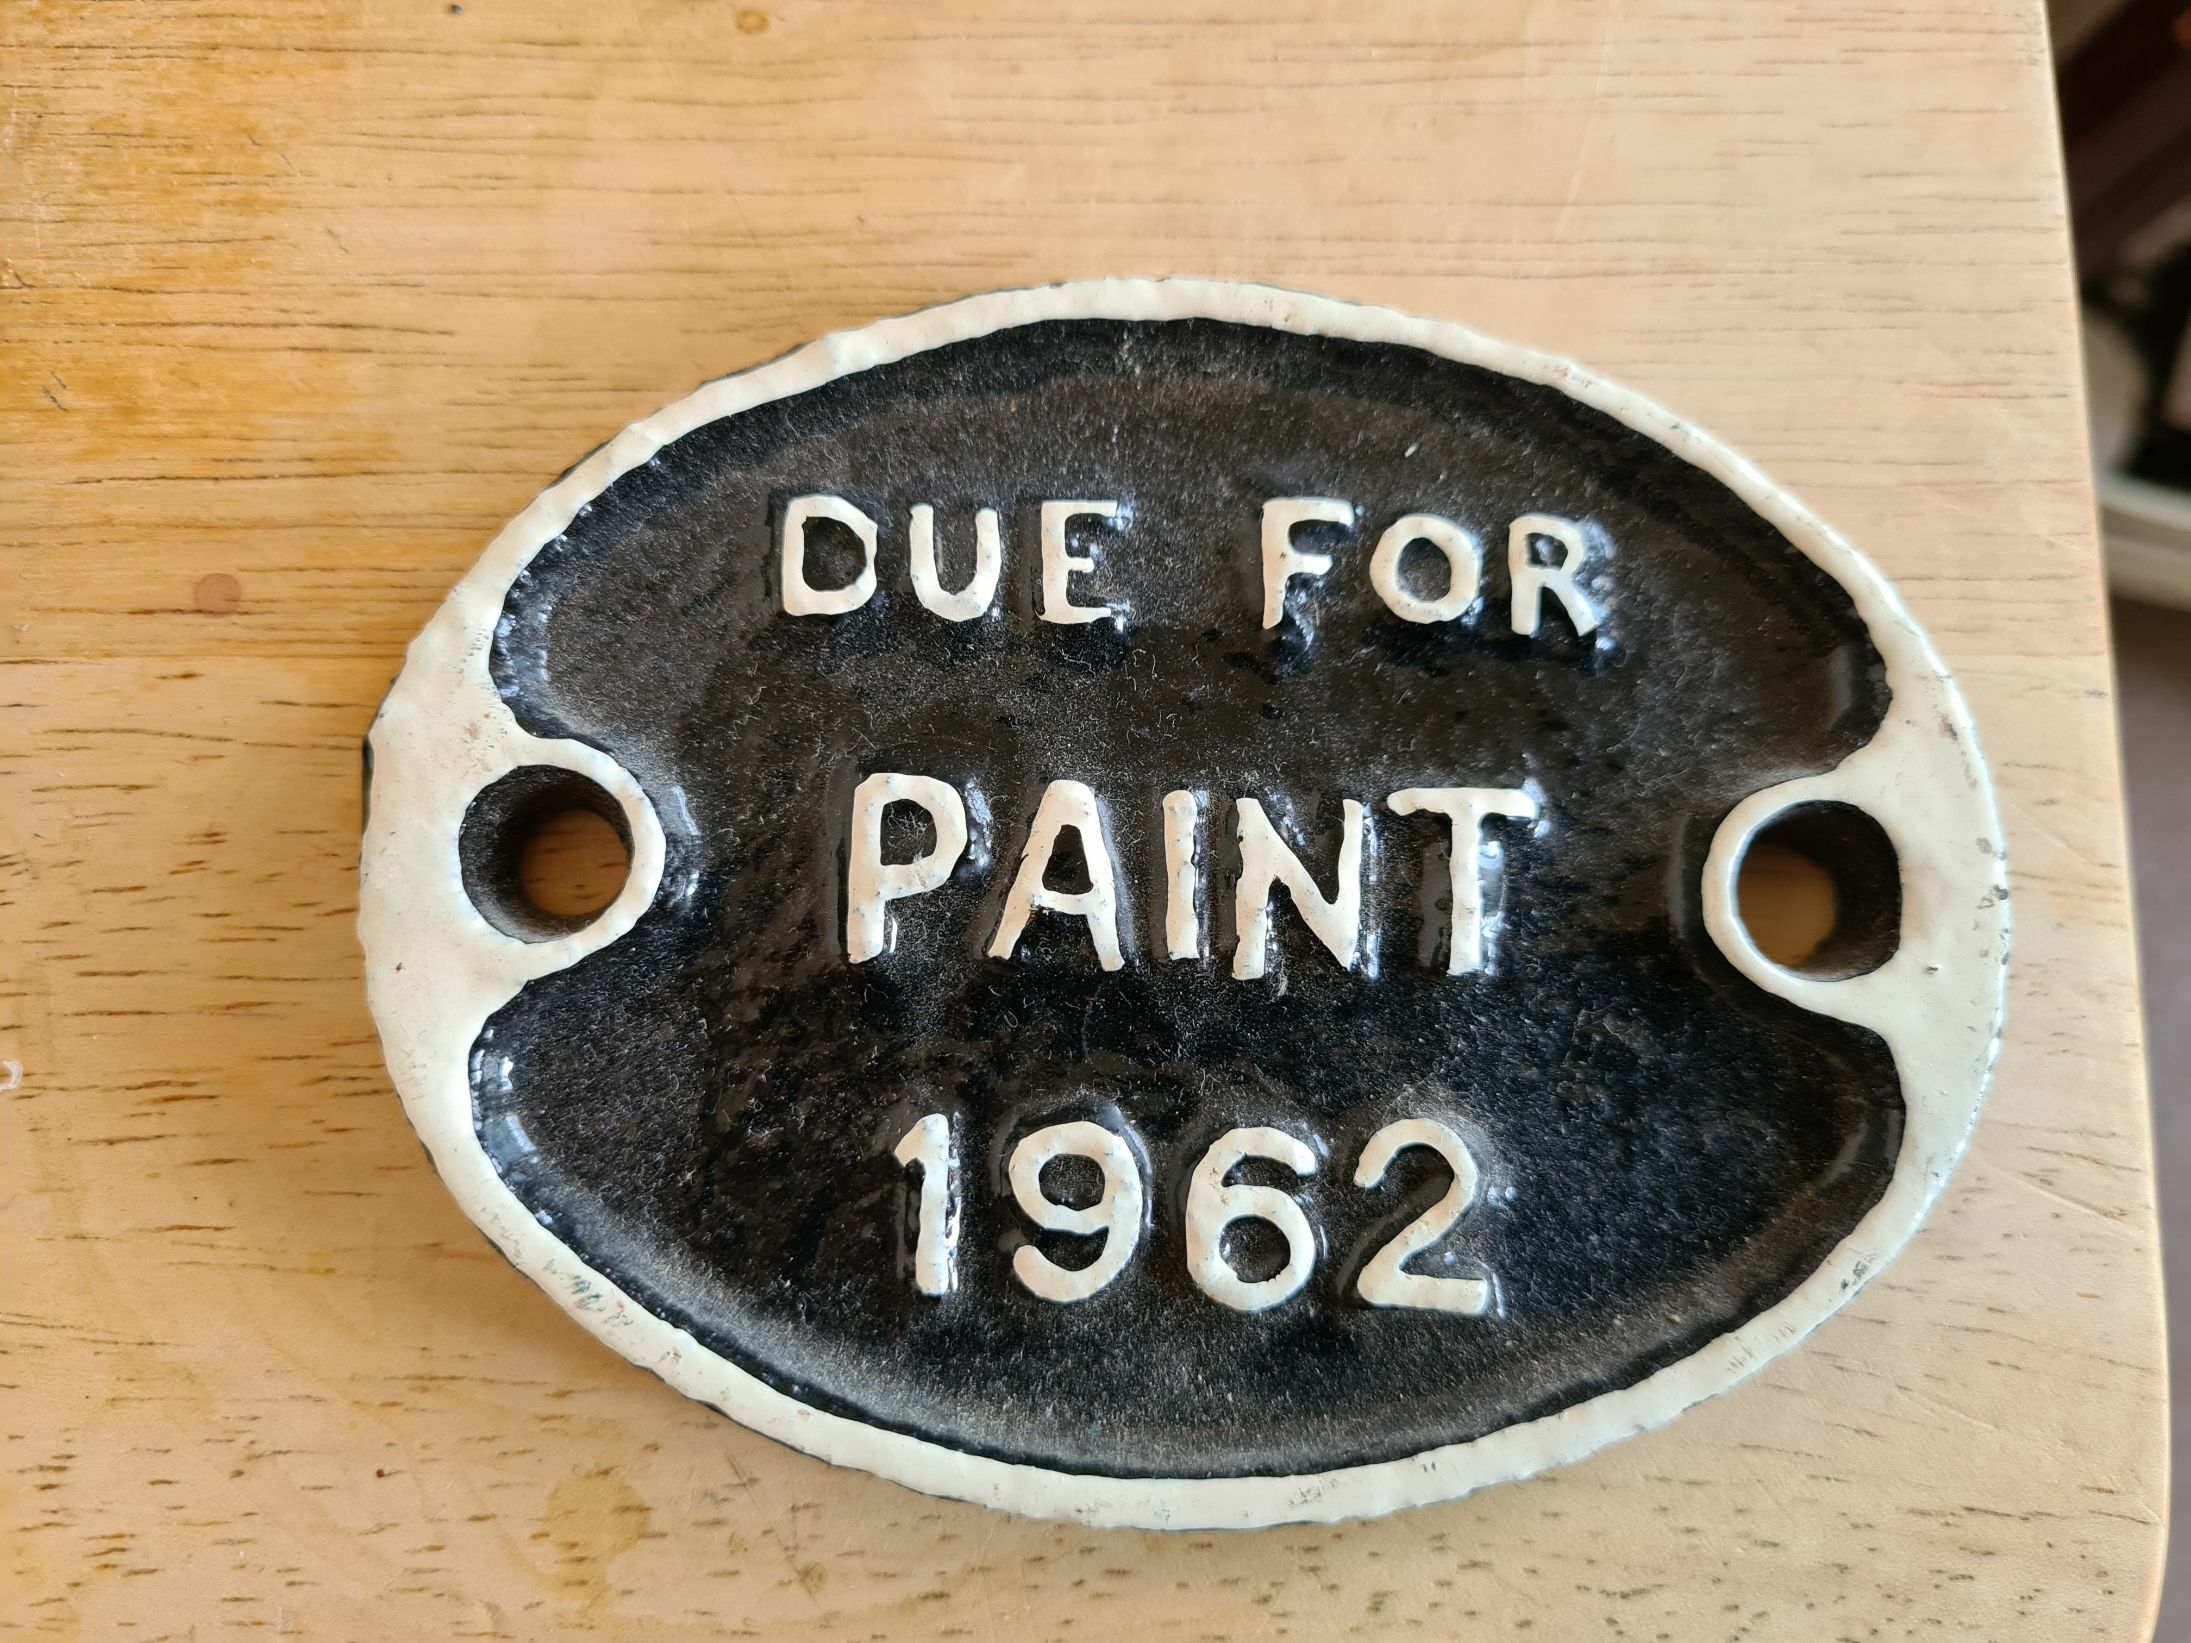 DUE FOR
PAINT
1962